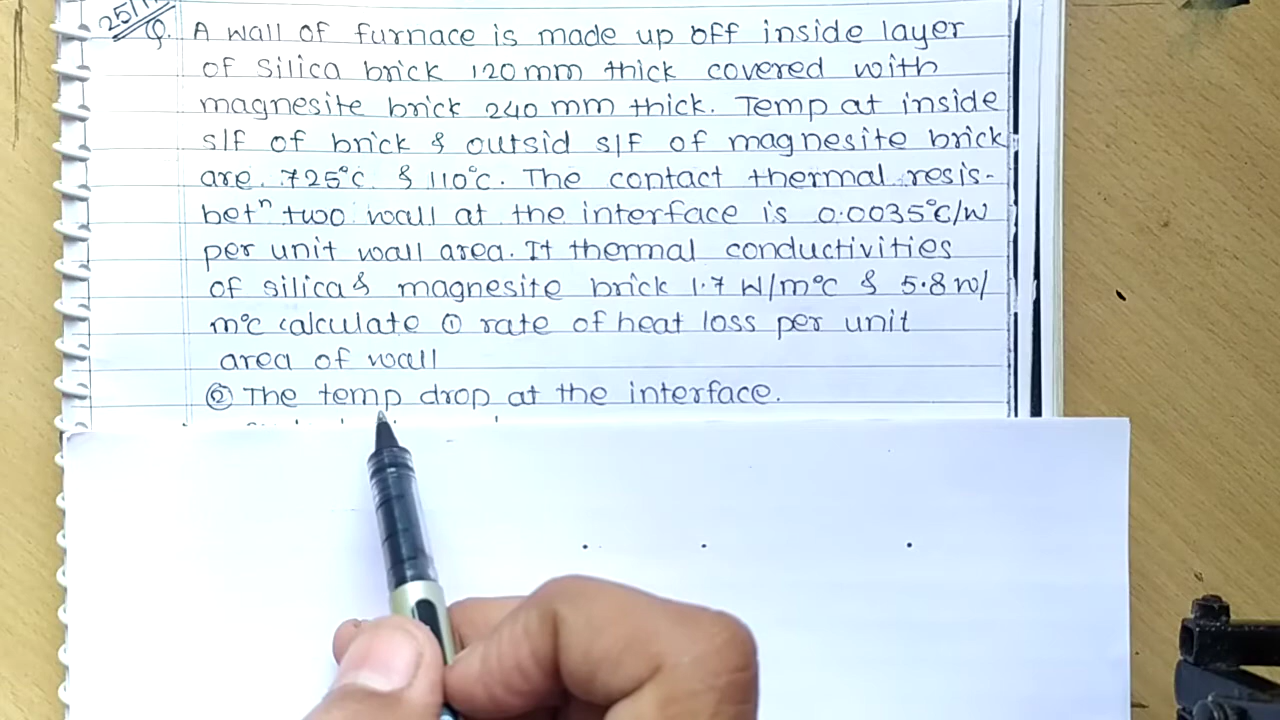 25/1
Q. A wall of furnace is made up off inside layer
of silica brick 120 mm thick covered with
magnesite brick 240 mm thick. Temp at inside
s/f of brick & outsid s/f of magnesite brick
are. 725°c & 110°c. The contact thermal resis-
betⁿ two wall at the interface is 0.0035°c/w
per unit wall area. If thermal conductivities
of silica & magnesite brick 1.7 W/m°c & 5.8 w/
m°c calculate ① rate of heat loss per unit
area of wall
② The temp drop at the interface.